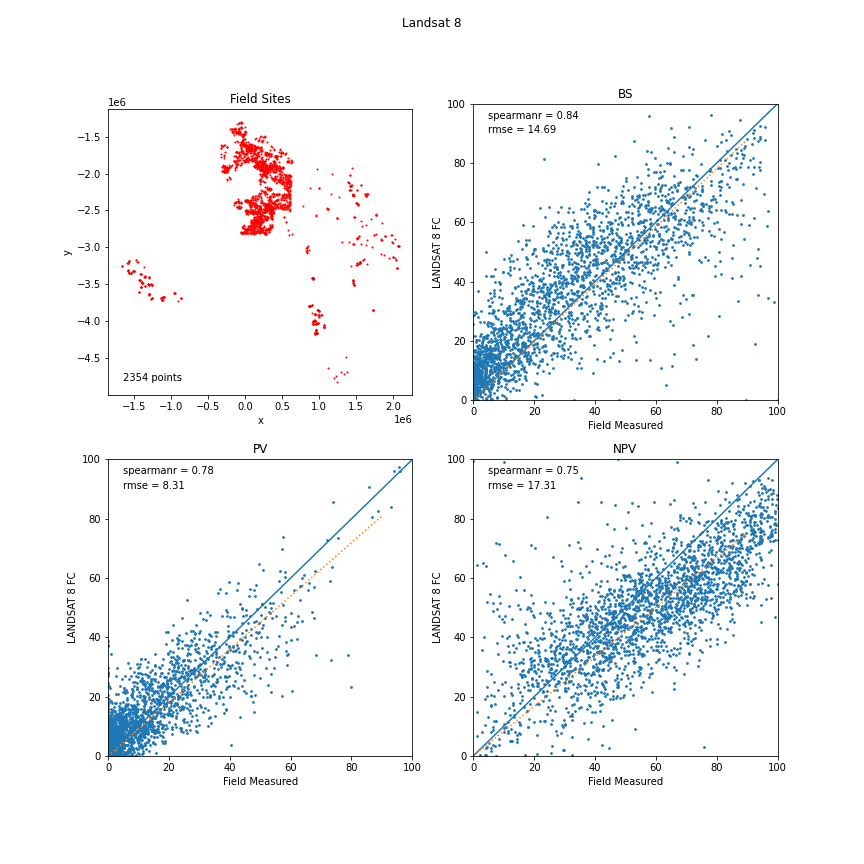 Landsat 8
Field Sites
1e6
−1.5
−2.0
−2.5
−3.0
−3.5
−4.0
−4.5
y
2354 points
−1.5 −1.0 −0.5 0.0 0.5 1.0 1.5 2.0
x
1e6
BS
spearmanr = 0.84
rmse = 14.69
100
80
60
40
20
0
LANDSAT 8 FC
0 20 40 60 80 100
Field Measured
PV
spearmanr = 0.78
rmse = 8.31
100
80
60
40
20
0
LANDSAT 8 FC
0 20 40 60 80 100
Field Measured
NPV
spearmanr = 0.75
rmse = 17.31
100
80
60
40
20
0
LANDSAT 8 FC
0 20 40 60 80 100
Field Measured